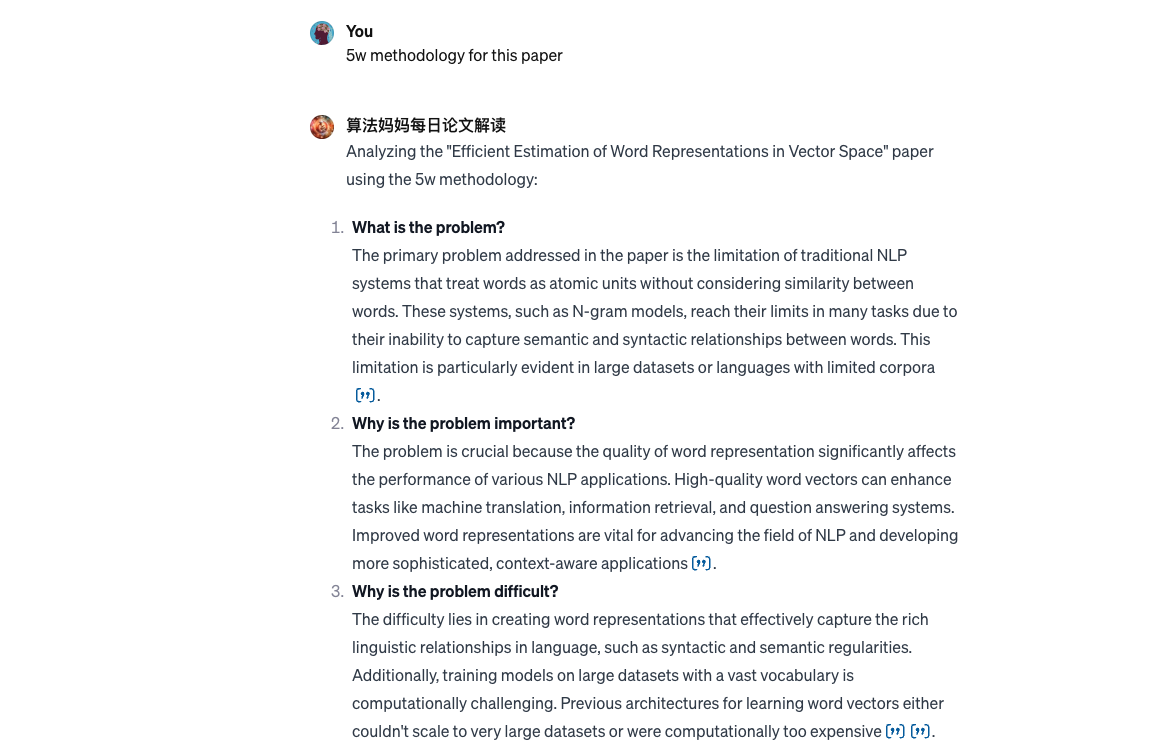 You
5w methodology for this paper
算法妈妈每日论文解读
Analyzing the "Efficient Estimation of Word Representations in Vector Space" paper
using the 5w methodology:
1. What is the problem?
The primary problem addressed in the paper is the limitation of traditional NLP
systems that treat words as atomic units without considering similarity between
words. These systems, such as N-gram models, reach their limits in many tasks due to
their inability to capture semantic and syntactic relationships between words. This
limitation is particularly evident in large datasets or languages with limited corpora
[”].
2. Why is the problem important?
The problem is crucial because the quality of word representation significantly affects
the performance of various NLP applications. High-quality word vectors can enhance
tasks like machine translation, information retrieval, and question answering systems.
Improved word representations are vital for advancing the field of NLP and developing
more sophisticated, context-aware applications [”].
3. Why is the problem difficult?
The difficulty lies in creating word representations that effectively capture the rich
linguistic relationships in language, such as syntactic and semantic regularities.
Additionally, training models on large datasets with a vast vocabulary is
computationally challenging. Previous architectures for learning word vectors either
couldn't scale to very large datasets or were computationally too expensive [”] [”].